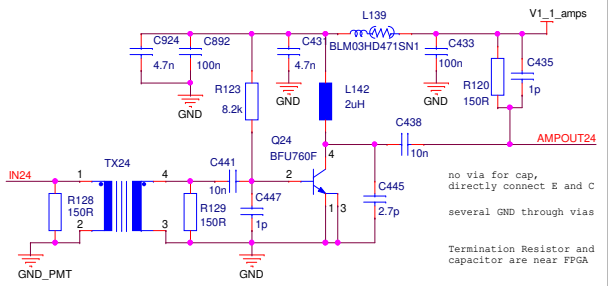 L139
V1_1_amps
C924
C892
C431
BLM03HD471SN1
C433
C435
4.7n
100n
4.7n
100n
R120
150R
1p
R123
8.2k
L142
2uH
GND
GND
GND
Q24
BFU760F
C438
10n
AMPOUT24
4
IN24
TX24
C441
10n
1
4
2
no via for cap,
directly connect E and C
R128
150R
R129
150R
C447
1p
C445
2.7p
1
3
several GND through vias
2
3
Termination Resistor and
capacitor are near FPGA
GND_PMT
GND